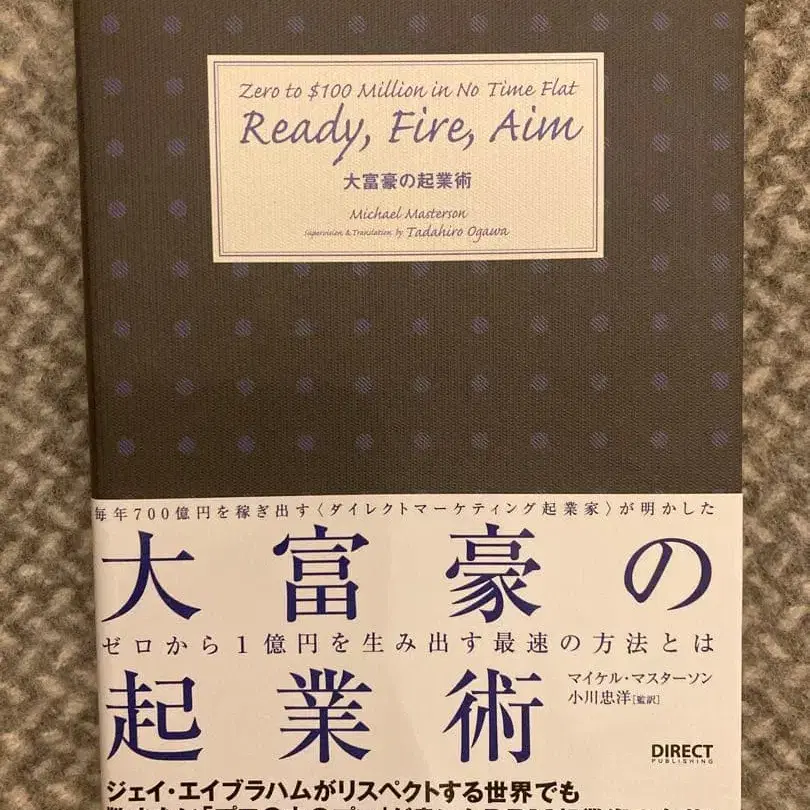 Zero to $100 Million in No Time Flat
Ready, Fire, Aim
大富豪の起業術
Michael Masterson
Supervision & Translation by Tadahiro Ogawa
毎年700億円を稼ぎ出す〈ダイレクトマーケティング起業家〉が明かした
大富豪の
ゼロから1億円を生み出す最速の方法とは
起業術
マイケル・マスターソン
小川忠洋[監訳]
DIRECT
PUBLISHING
ジェイ・エイブラハムがリスペクトする世界でも